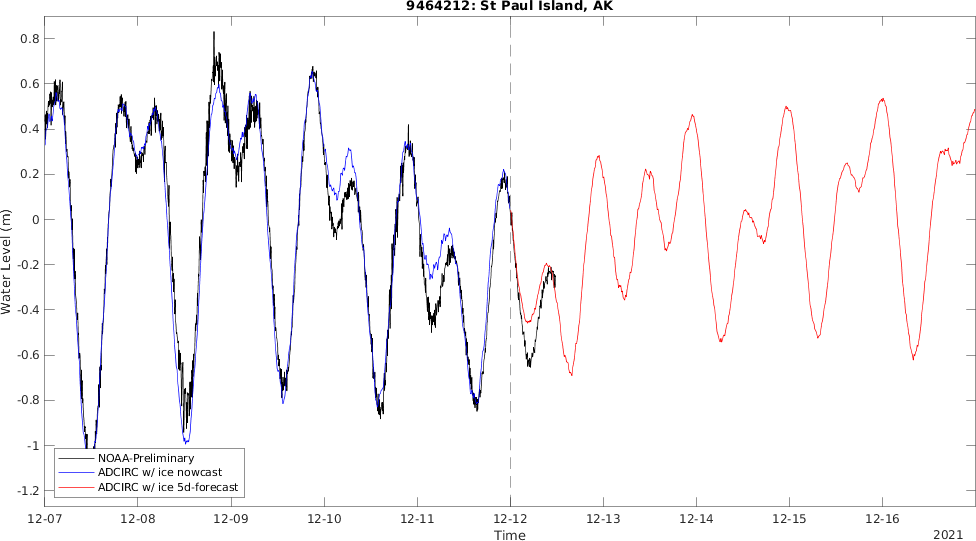 9464212: St Paul Island, AK
0.8
0.6
0.4
0.2
0
-0.2
-0.4
-0.6
-0.8
-1
-1.2
Water Level (m)
NOAA-Preliminary
ADCIRC w/ ice nowcast
ADCIRC w/ ice 5d-forecast
12-07 12-08 12-09 12-10 12-11 12-12 12-13 12-14 12-15 12-16
Time
2021